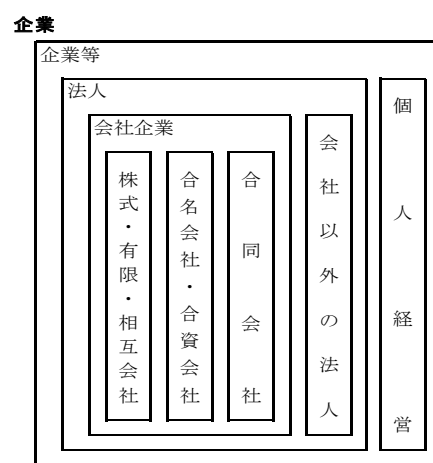 企業
企業等
法人
会社企業
株式・有限・相互会社
合名会社・合資会社
合同会社
会社以外の法人
個人経営